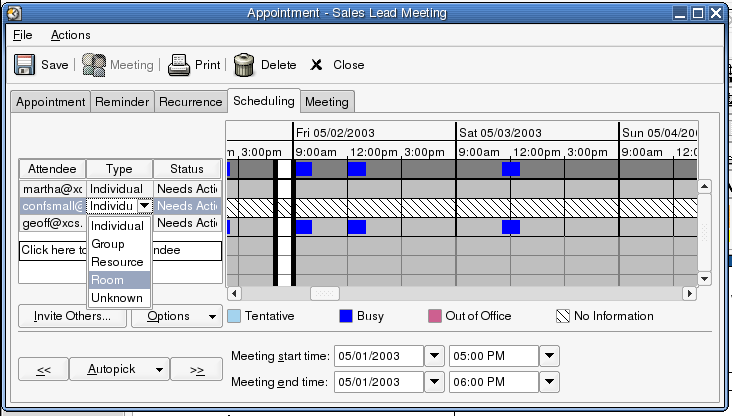 Appointment - Sales Lead Meeting
File Actions
Save Meeting Print Delete Close
Appointment Reminder Recurrence Scheduling Meeting
Fri 05/02/2003 Sat 05/03/2003 Sun 05/04/20
3:00pm 9:00am 12:00pm 3:00pm 9:00am 12:00pm 3:00pm 9:00am 12:0
Attendee Type Status
martha@xc Individual Needs Acti
confsmall@ Individu Needs Acti
geoff@xcs. Needs Acti
Individual
Click here to ndee
Group
Resource
Room
Unknown
Invite Others... Options Tentative Busy Out of Office No Information
<< Autopick >>
Meeting start time: 05/01/2003 05:00 PM
Meeting end time: 05/01/2003 06:00 PM